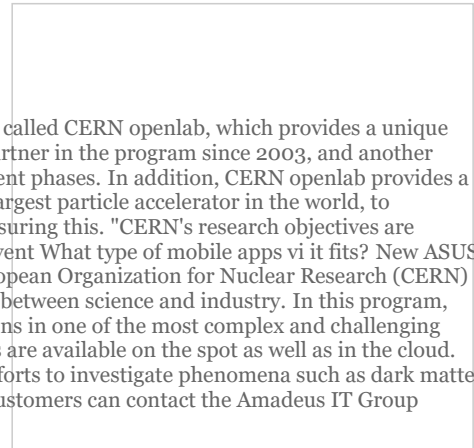 called CERN openlab, which provides a unique
rtner in the program since 2003, and another
ent phases. In addition, CERN openlab provides a
argest particle accelerator in the world, to
suring this. "CERN's research objectives are
vent What type of mobile apps vi it fits? New ASUS
opean Organization for Nuclear Research (CERN)
between science and industry. In this program,
ns in one of the most complex and challenging
s are available on the spot as well as in the cloud.
forts to investigate phenomena such as dark matte
ustomers can contact the Amadeus IT Group